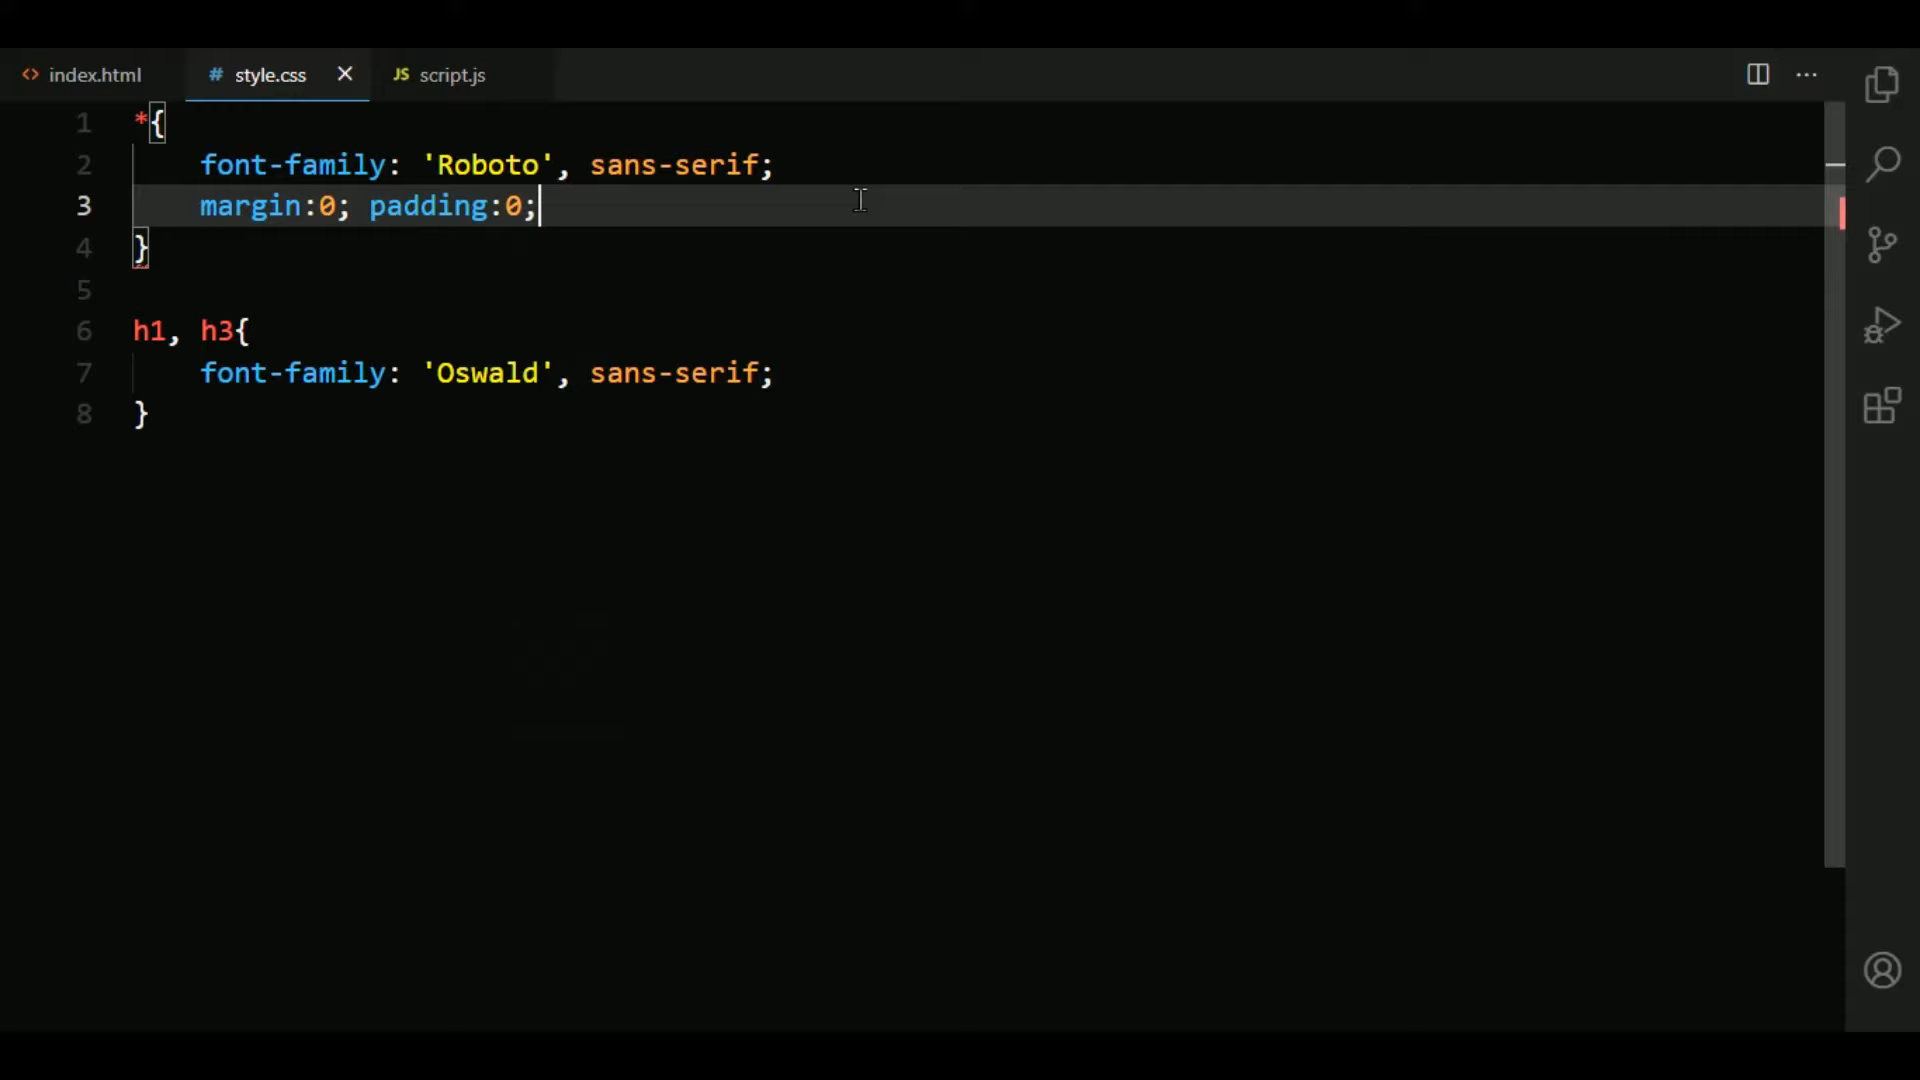 index.html
# style.css
JS script.js
1 *{
2 font-family: 'Roboto', sans-serif;
3 margin:0; padding:0;
4 }
5
6 h1, h3{
7 font-family: 'Oswald', sans-serif;
8 }